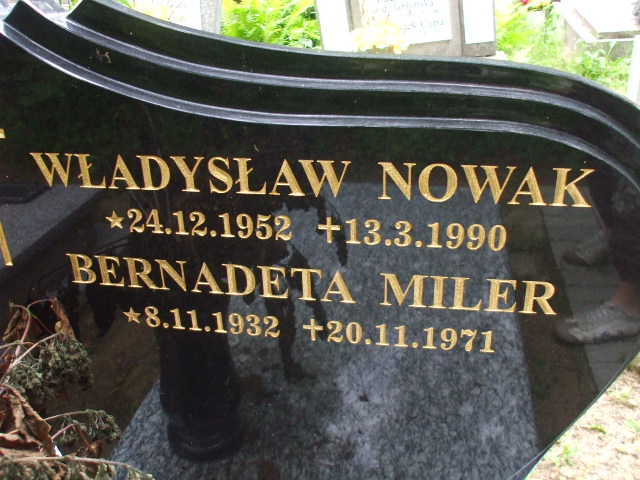 WŁADYSŁAW NOWAK
★24.12.1952 ✝13.3.1990
BERNADETA MILER
★8.11.1932 ✝20.11.1971